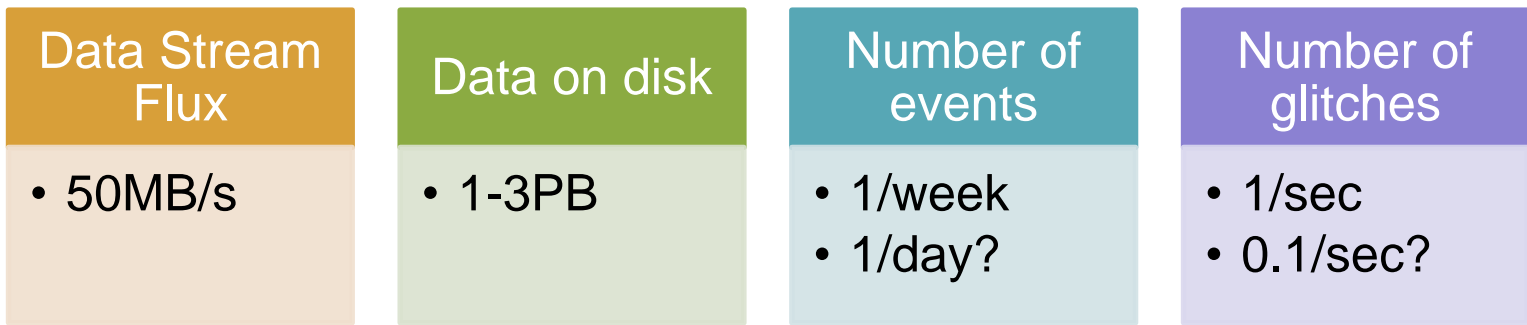 Data Stream
Flux
• 50MB/s
Data on disk
• 1-3PB
Number of
events
• 1/week
• 1/day?
Number of
glitches
• 1/sec
• 0.1/sec?